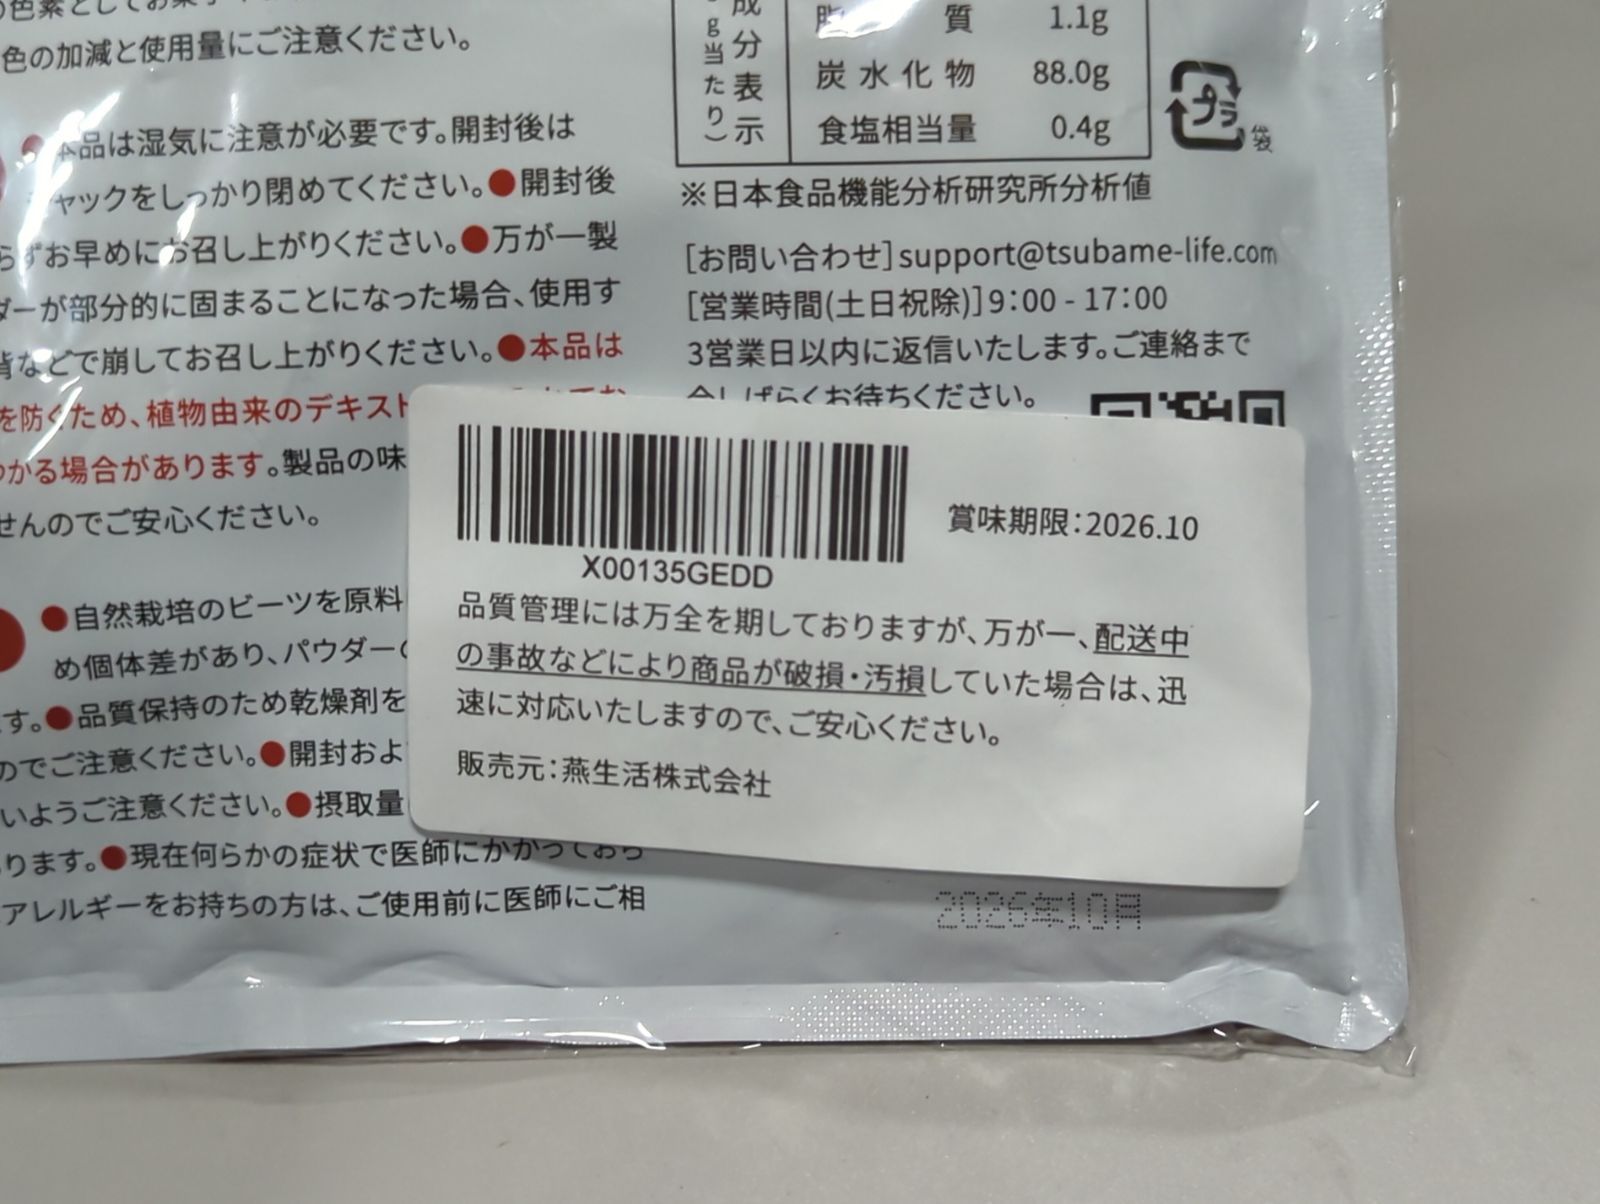 色素としてお菓子
色の加減と使用量にご注意ください。
●本品は湿気に注意が必要です。開封後は
チャックをしっかり閉めてください。●開封後
らずお早めにお召し上がりください。●万が一製
ダーが部分的に固まることになった場合、使用す
などで崩してお召し上がりください。●本品は
を防ぐため、植物由来のデキスト
かる場合があります。製品の味
せんのでご安心ください。
●自然栽培のビーツを原料
め個体差があり、パウダーの
す。●品質保持のため乾燥剤を
のでご注意ください。●開封およ
いようご注意ください。●摂取量
ります。●現在何らかの症状で医師にかかっておら
アレルギーをお持ちの方は、ご使用前に医師にご相
成分表示
g当たり)
脂質 1.1g
炭水化物 88.0g
食塩相当量 0.4g
プラ
袋
※日本食品機能分析研究所分析値
[お問い合わせ]support@tsubame-life.com
[営業時間(土日祝除)]9:00 - 17:00
3営業日以内に返信いたします。ご連絡まで
今しばらくお待ちください。
X00135GEDD
賞味期限:2026.10
品質管理には万全を期しておりますが、万が一、配送中
の事故などにより商品が破損・汚損していた場合は、迅
速に対応いたしますので、ご安心ください。
販売元:燕生活株式会社
2026年10月